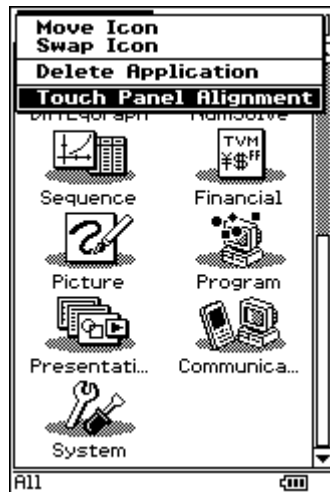 Move Icon
Swap Icon
Delete Application
Touch Panel Alignment
DiffEqGraph NumSolve
TVM
¥$ᶠᶠ
Sequence Financial
Picture Program
Presentati... Communica...
System
All